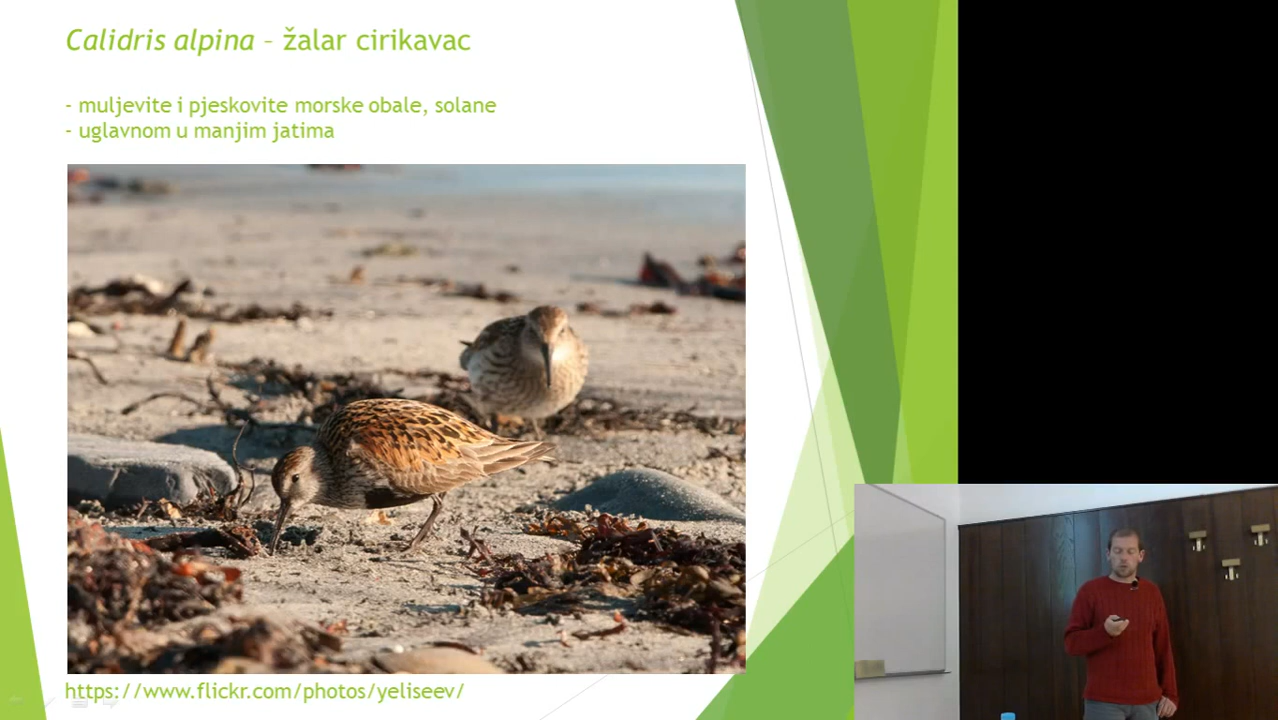 Calidris alpina – žalar cirikavac
- muljevite i pjeskovite morske obale, solane
- uglavnom u manjim jatima
https://www.flickr.com/photos/yeliseev/